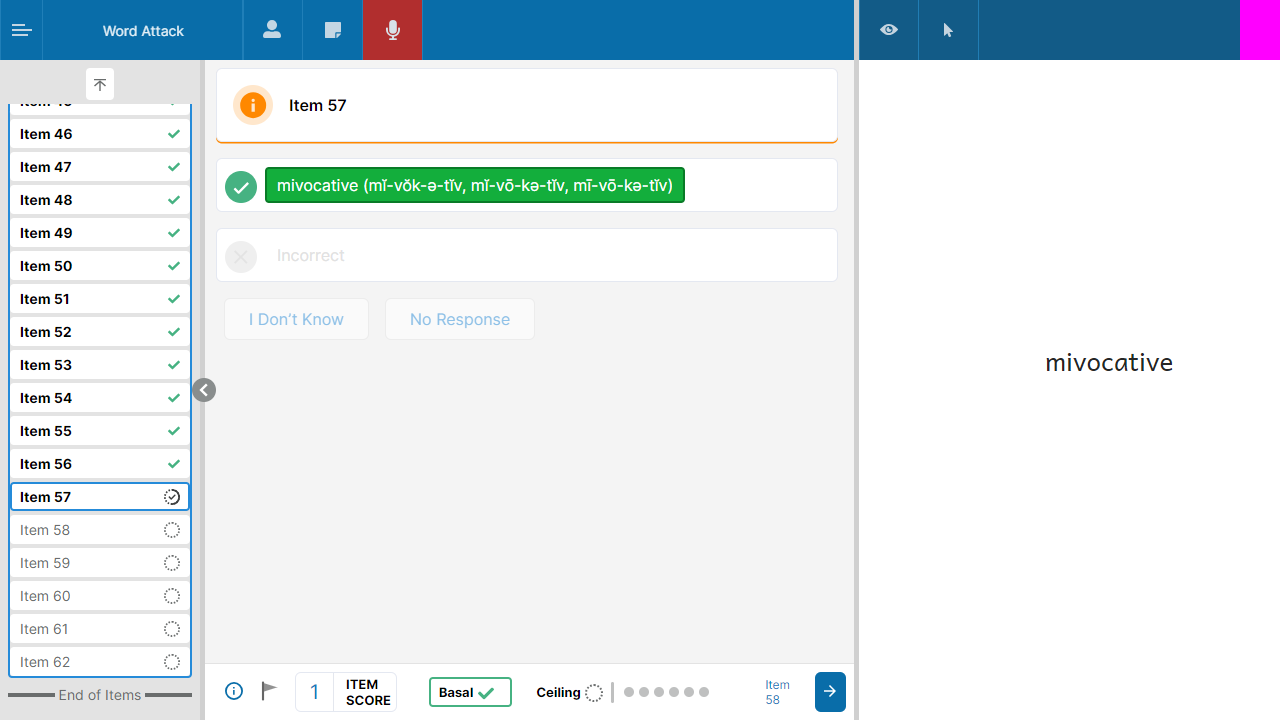 Word Attack
Item 46
Item 47
Item 48
Item 49
Item 50
Item 51
Item 52
Item 53
Item 54
Item 55
Item 56
Item 57
Item 58
Item 59
Item 60
Item 61
Item 62
End of Items
Item 57
mivocative (mĭ-vŏk-ə-tĭv, mĭ-vō-kə-tĭv, mī-vō-kə-tĭv)
Incorrect
I Don’t Know
No Response
1
ITEM
SCORE
Basal
Ceiling
Item
58
mivocative